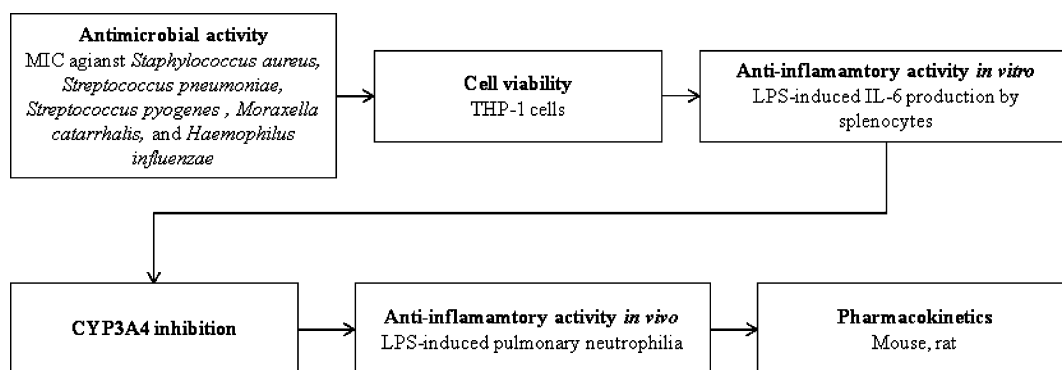 Antimicrobial activity
MIC agianst Staphylococcus aureus,
Streptococcus pneumoniae,
Streptococcus pyogenes , Moraxella
catarrhalis, and Haemophilus
influenzae
Cell viability
THP-1 cells
Anti-inflamamtory activity in vitro
LPS-induced IL-6 production by
splenocytes
CYP3A4 inhibition
Anti-inflamamtory activity in vivo
LPS-induced pulmonary neutrophilia
Pharmacokinetics
Mouse, rat